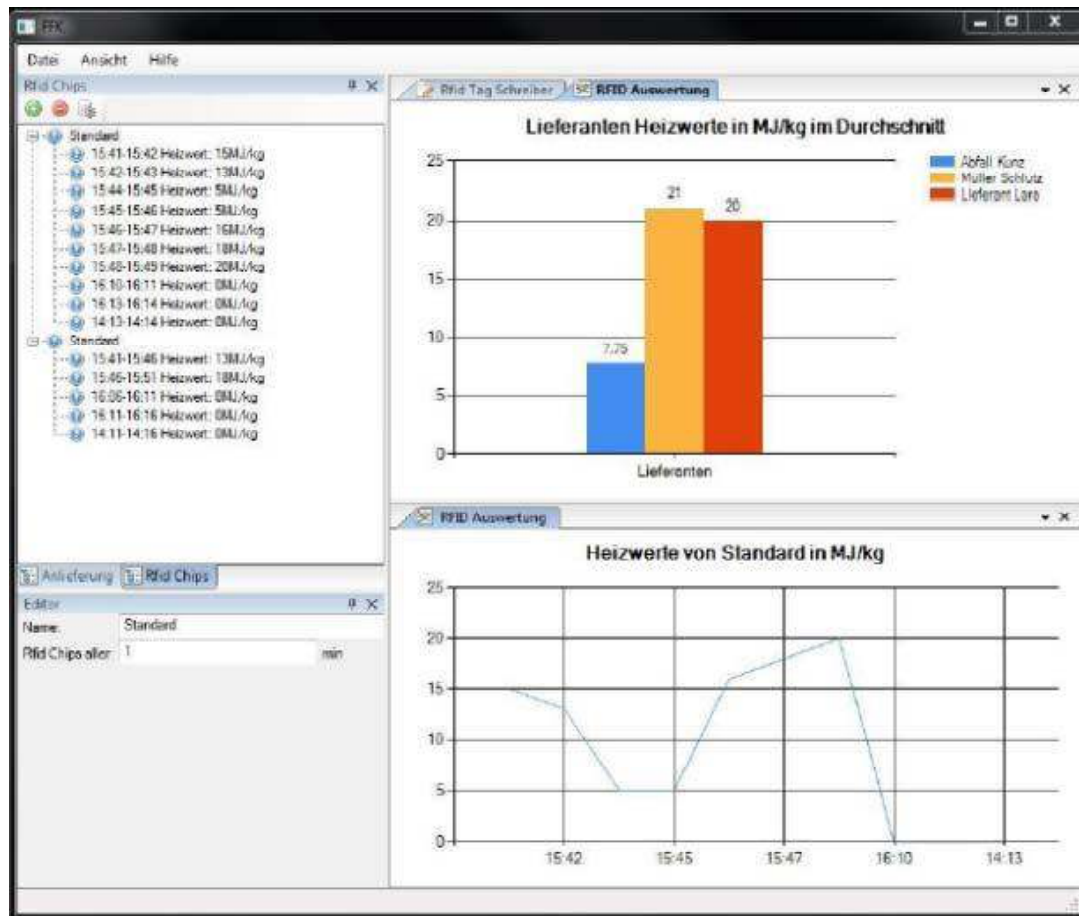 FFK
Datei Ansicht Hilfe
Rfid Chips
Standard
15:41-15:42 Heizwert: 15MJ/kg
15:42-15:43 Heizwert: 13MJ/kg
15:44-15:45 Heizwert: 5MJ/kg
15:45-15:46 Heizwert: 5MJ/kg
15:46-15:47 Heizwert: 16MJ/kg
15:47-15:48 Heizwert: 18MJ/kg
15:48-15:49 Heizwert: 20MJ/kg
16:10-16:11 Heizwert: 0MJ/kg
16:13-16:14 Heizwert: 0MJ/kg
14:13-14:14 Heizwert: 0MJ/kg
Standard
15:41-15:46 Heizwert: 13MJ/kg
15:46-15:51 Heizwert: 18MJ/kg
16:06-16:11 Heizwert: 0MJ/kg
16:11-16:16 Heizwert: 0MJ/kg
14:11-14:16 Heizwert: 0MJ/kg
Anlieferung Rfid Chips
Editor
Name: Standard
Rfid Chips aller 1 min
Rfid Tag Schreiber RFID Auswertung
Lieferanten Heizwerte in MJ/kg im Durchschnitt
25
20
15
10
5
0
7,75
21
20
Lieferanten
Abfall Kunz
Müller Schlutz
Lieferant Lara
RFID Auswertung
Heizwerte von Standard in MJ/kg
25
20
15
10
5
0
15:42 15:45 15:47 16:10 14:13